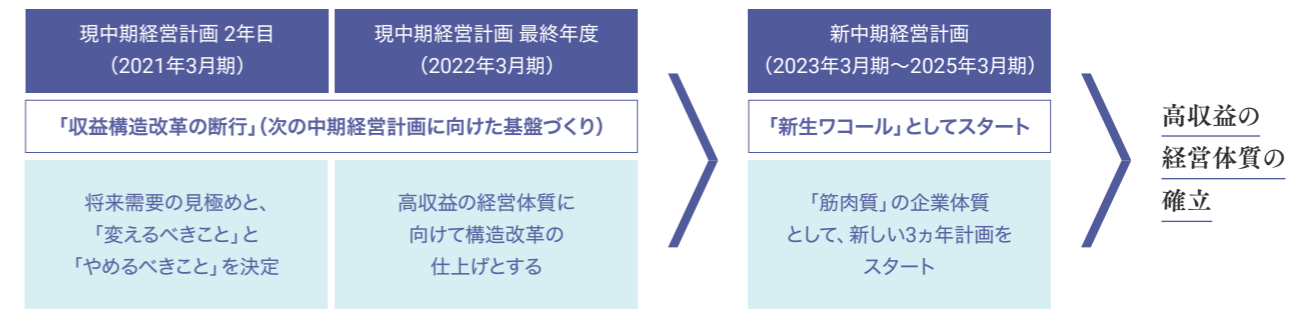 現中期経営計画 2年目
（2021年3月期）
現中期経営計画 最終年度
（2022年3月期）
「収益構造改革の断行」（次の中期経営計画に向けた基盤づくり）
将来需要の見極めと、
「変えるべきこと」と
「やめるべきこと」を決定
高収益の経営体質に
向けて構造改革の
仕上げとする
新中期経営計画
（2023年3月期～2025年3月期）
「新生ワコール」としてスタート
「筋肉質」の企業体質
として、新しい3ヵ年計画を
スタート
高収益の
経営体質の
確立